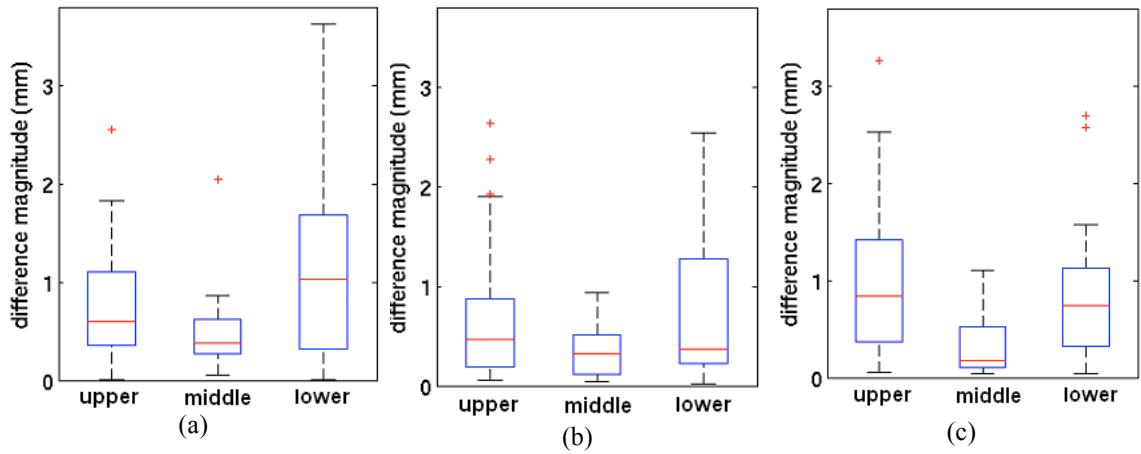 difference magnitude (mm)
3
2
1
0
upper middle lower
(a)
difference magnitude (mm)
3
2
1
0
upper middle lower
(b)
difference magnitude (mm)
3
2
1
0
upper middle lower
(c)